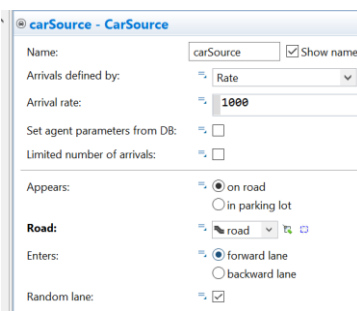 carSource - CarSource
Name: carSource Show name
Arrivals defined by: Rate
Arrival rate: 1000
Set agent parameters from DB:
Limited number of arrivals:
Appears: on road
in parking lot
Road: road
Enters: forward lane
backward lane
Random lane: